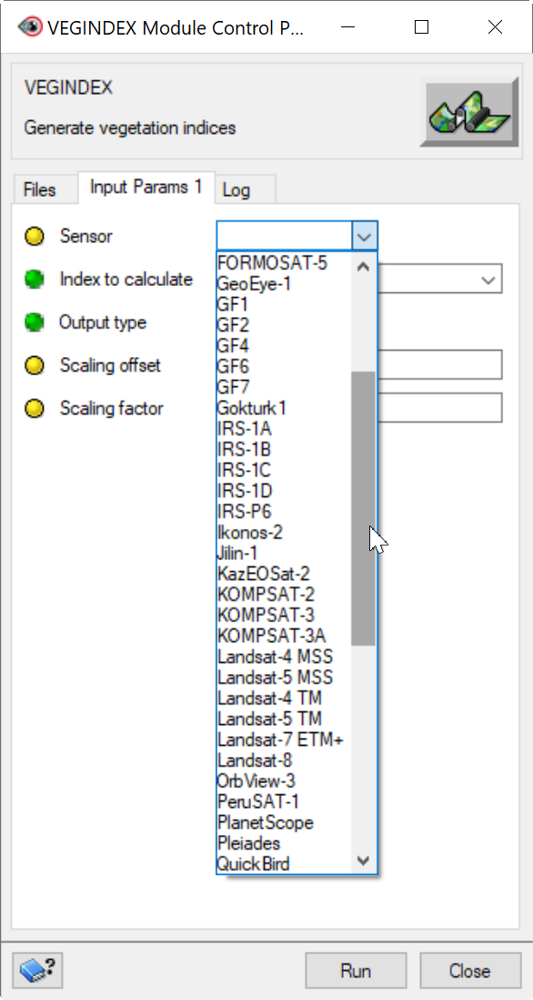 VEGINDEX Module Control P...
VEGINDEX
Generate vegetation indices
Files Input Params 1 Log
Sensor
Index to calculate
Output type
Scaling offset
Scaling factor
FORMOSAT-5
GeoEye-1
GF1
GF2
GF4
GF6
GF7
Gokturk1
IRS-1A
IRS-1B
IRS-1C
IRS-1D
IRS-P6
Ikonos-2
Jilin-1
KazEOSat-2
KOMPSAT-2
KOMPSAT-3
KOMPSAT-3A
Landsat-4 MSS
Landsat-5 MSS
Landsat-4 TM
Landsat-5 TM
Landsat-7 ETM+
Landsat-8
OrbView-3
PeruSAT-1
PlanetScope
Pleiades
QuickBird
?
Run Close